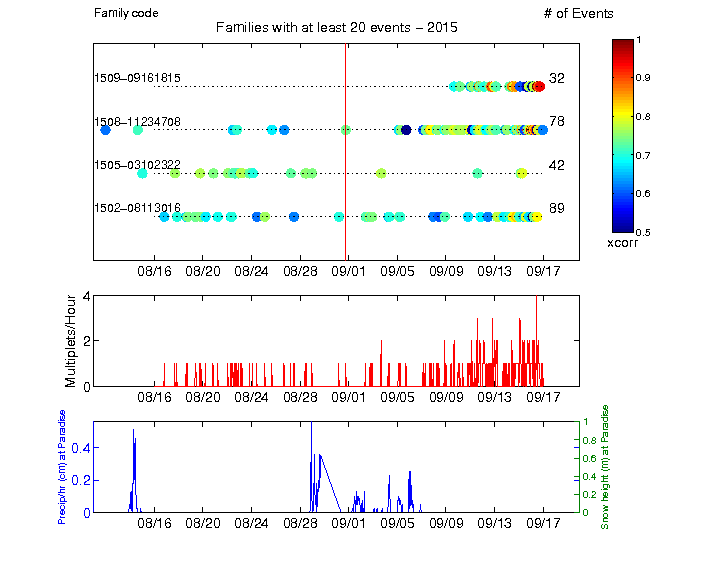 Family code
# of Events
Families with at least 20 events – 2015
1509–09161815 32
1508–11234708 78
1505–03102322 42
1502–08113016 89
08/16 08/20 08/24 08/28 09/01 09/05 09/09 09/13 09/17
1
0.9
0.8
0.7
0.6
0.5
xcorr
Multiplets/Hour
4
2
0
08/16 08/20 08/24 08/28 09/01 09/05 09/09 09/13 09/17
Precip/hr (cm) at Paradise
0.4
0.2
0
1
0.8
0.6
0.4
0.2
0
Snow height (m) at Paradise
08/16 08/20 08/24 08/28 09/01 09/05 09/09 09/13 09/17